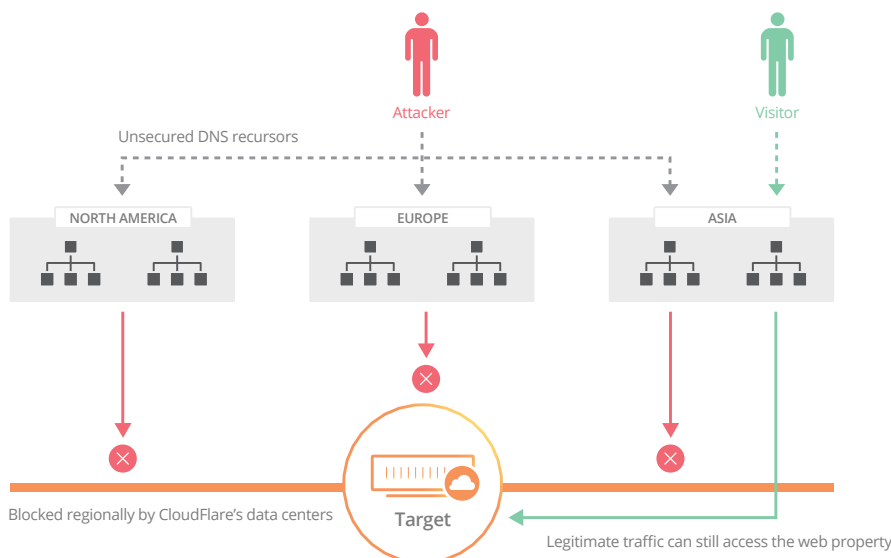 Attacker
Visitor
Unsecured DNS recursors
NORTH AMERICA
EUROPE
ASIA
Blocked regionally by CloudFlare's data centers
Target
Legitimate traffic can still access the web property